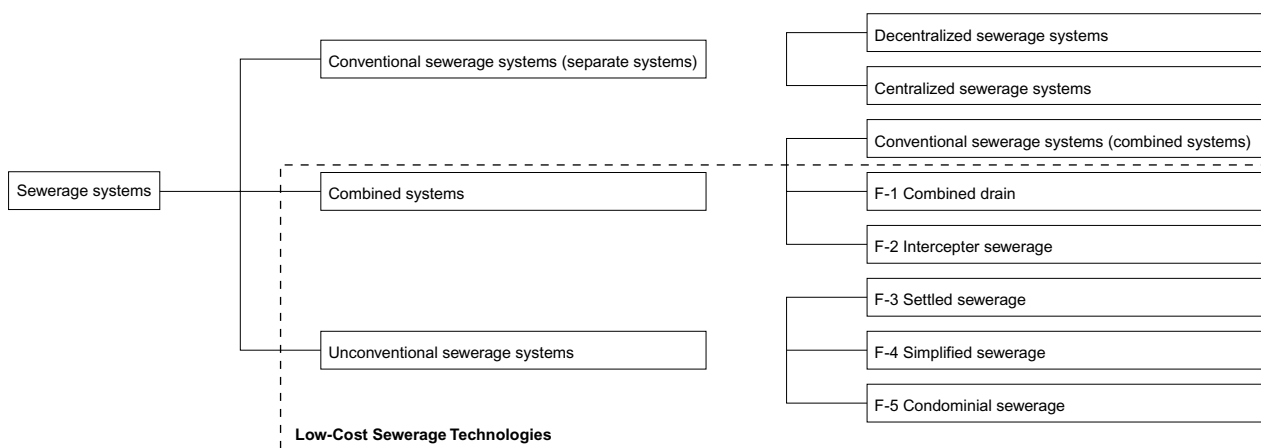 Sewerage systems
Conventional sewerage systems (separate systems)
Decentralized sewerage systems
Centralized sewerage systems
Combined systems
Conventional sewerage systems (combined systems)
F-1 Combined drain
F-2 Intercepter sewerage
Unconventional sewerage systems
F-3 Settled sewerage
F-4 Simplified sewerage
F-5 Condominial sewerage
Low-Cost Sewerage Technologies